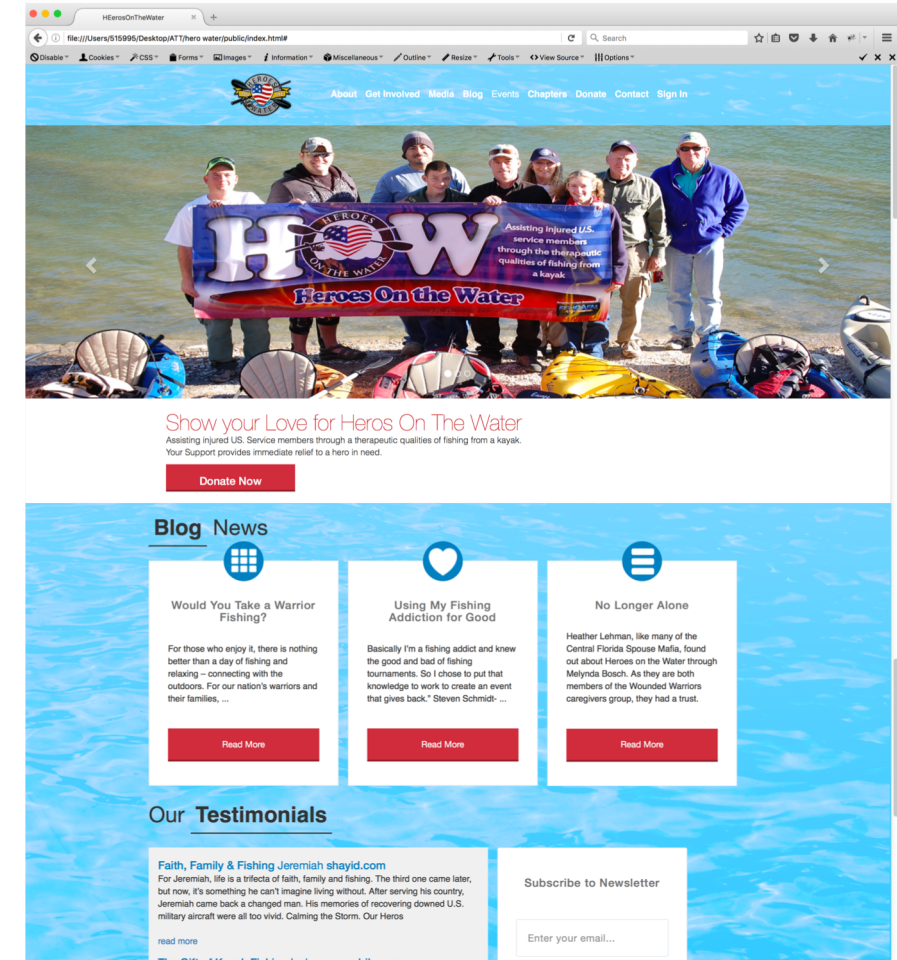 HEerosOnTheWater
file:///Users/515995/Desktop/ATT/hero water/public/index.html#
Search
Disable Cookies CSS Forms Images Information Miscellaneous Outline Resize Tools View Source Options
HEROES
WATER
About Get Involved Media Blog Events Chapters Donate Contact Sign In
HOW
HEROES
ON THE WATER
Assisting injured U.S.
service members
through the therapeutic
qualities of fishing from
a kayak
Heroes On the Water
Show your Love for Heros On The Water
Assisting injured US. Service members through a therapeutic qualities of fishing from a kayak.
Your Support provides immediate relief to a hero in need.
Donate Now
Blog News
Would You Take a Warrior
Fishing?
For those who enjoy it, there is nothing
better than a day of fishing and
relaxing – connecting with the
outdoors. For our nation's warriors and
their families, ...
Read More
Using My Fishing
Addiction for Good
Basically I'm a fishing addict and knew
the good and bad of fishing
tournaments. So I chose to put that
knowledge to work to create an event
that gives back." Steven Schmidt- ...
Read More
No Longer Alone
Heather Lehman, like many of the
Central Florida Spouse Mafia, found
out about Heroes on the Water through
Melynda Bosch. As they are both
members of the Wounded Warriors
caregivers group, they had a trust.
Read More
Our Testimonials
Faith, Family & Fishing Jeremiah shayid.com
For Jeremiah, life is a trifecta of faith, family and fishing. The third one came later,
but now, it's something he can't imagine living without. After serving his country,
Jeremiah came back a changed man. His memories of recovering downed U.S.
military aircraft were all too vivid. Calming the Storm. Our Heros
read more
Subscribe to Newsletter
Enter your email...